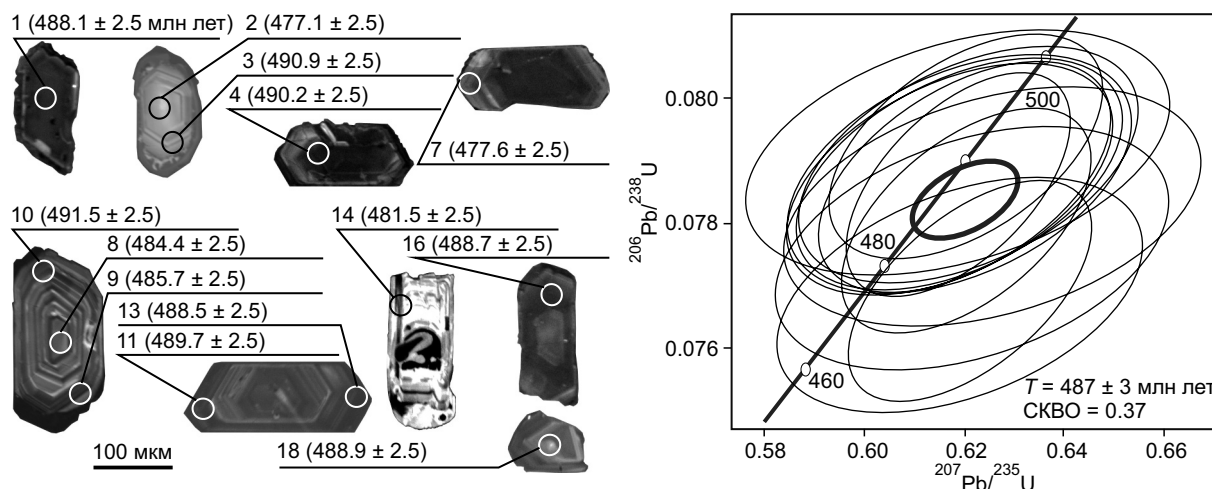 1 (488.1 ± 2.5 млн лет)
2 (477.1 ± 2.5)
3 (490.9 ± 2.5)
4 (490.2 ± 2.5)
7 (477.6 ± 2.5)
10 (491.5 ± 2.5)
8 (484.4 ± 2.5)
9 (485.7 ± 2.5)
13 (488.5 ± 2.5)
11 (489.7 ± 2.5)
14 (481.5 ± 2.5)
16 (488.7 ± 2.5)
18 (488.9 ± 2.5)
100 мкм
206Pb/238U
0.080
0.078
0.076
500
480
460
T = 487 ± 3 млн лет
СКВО = 0.37
0.58
0.60
0.62
0.64
0.66
207Pb/235U